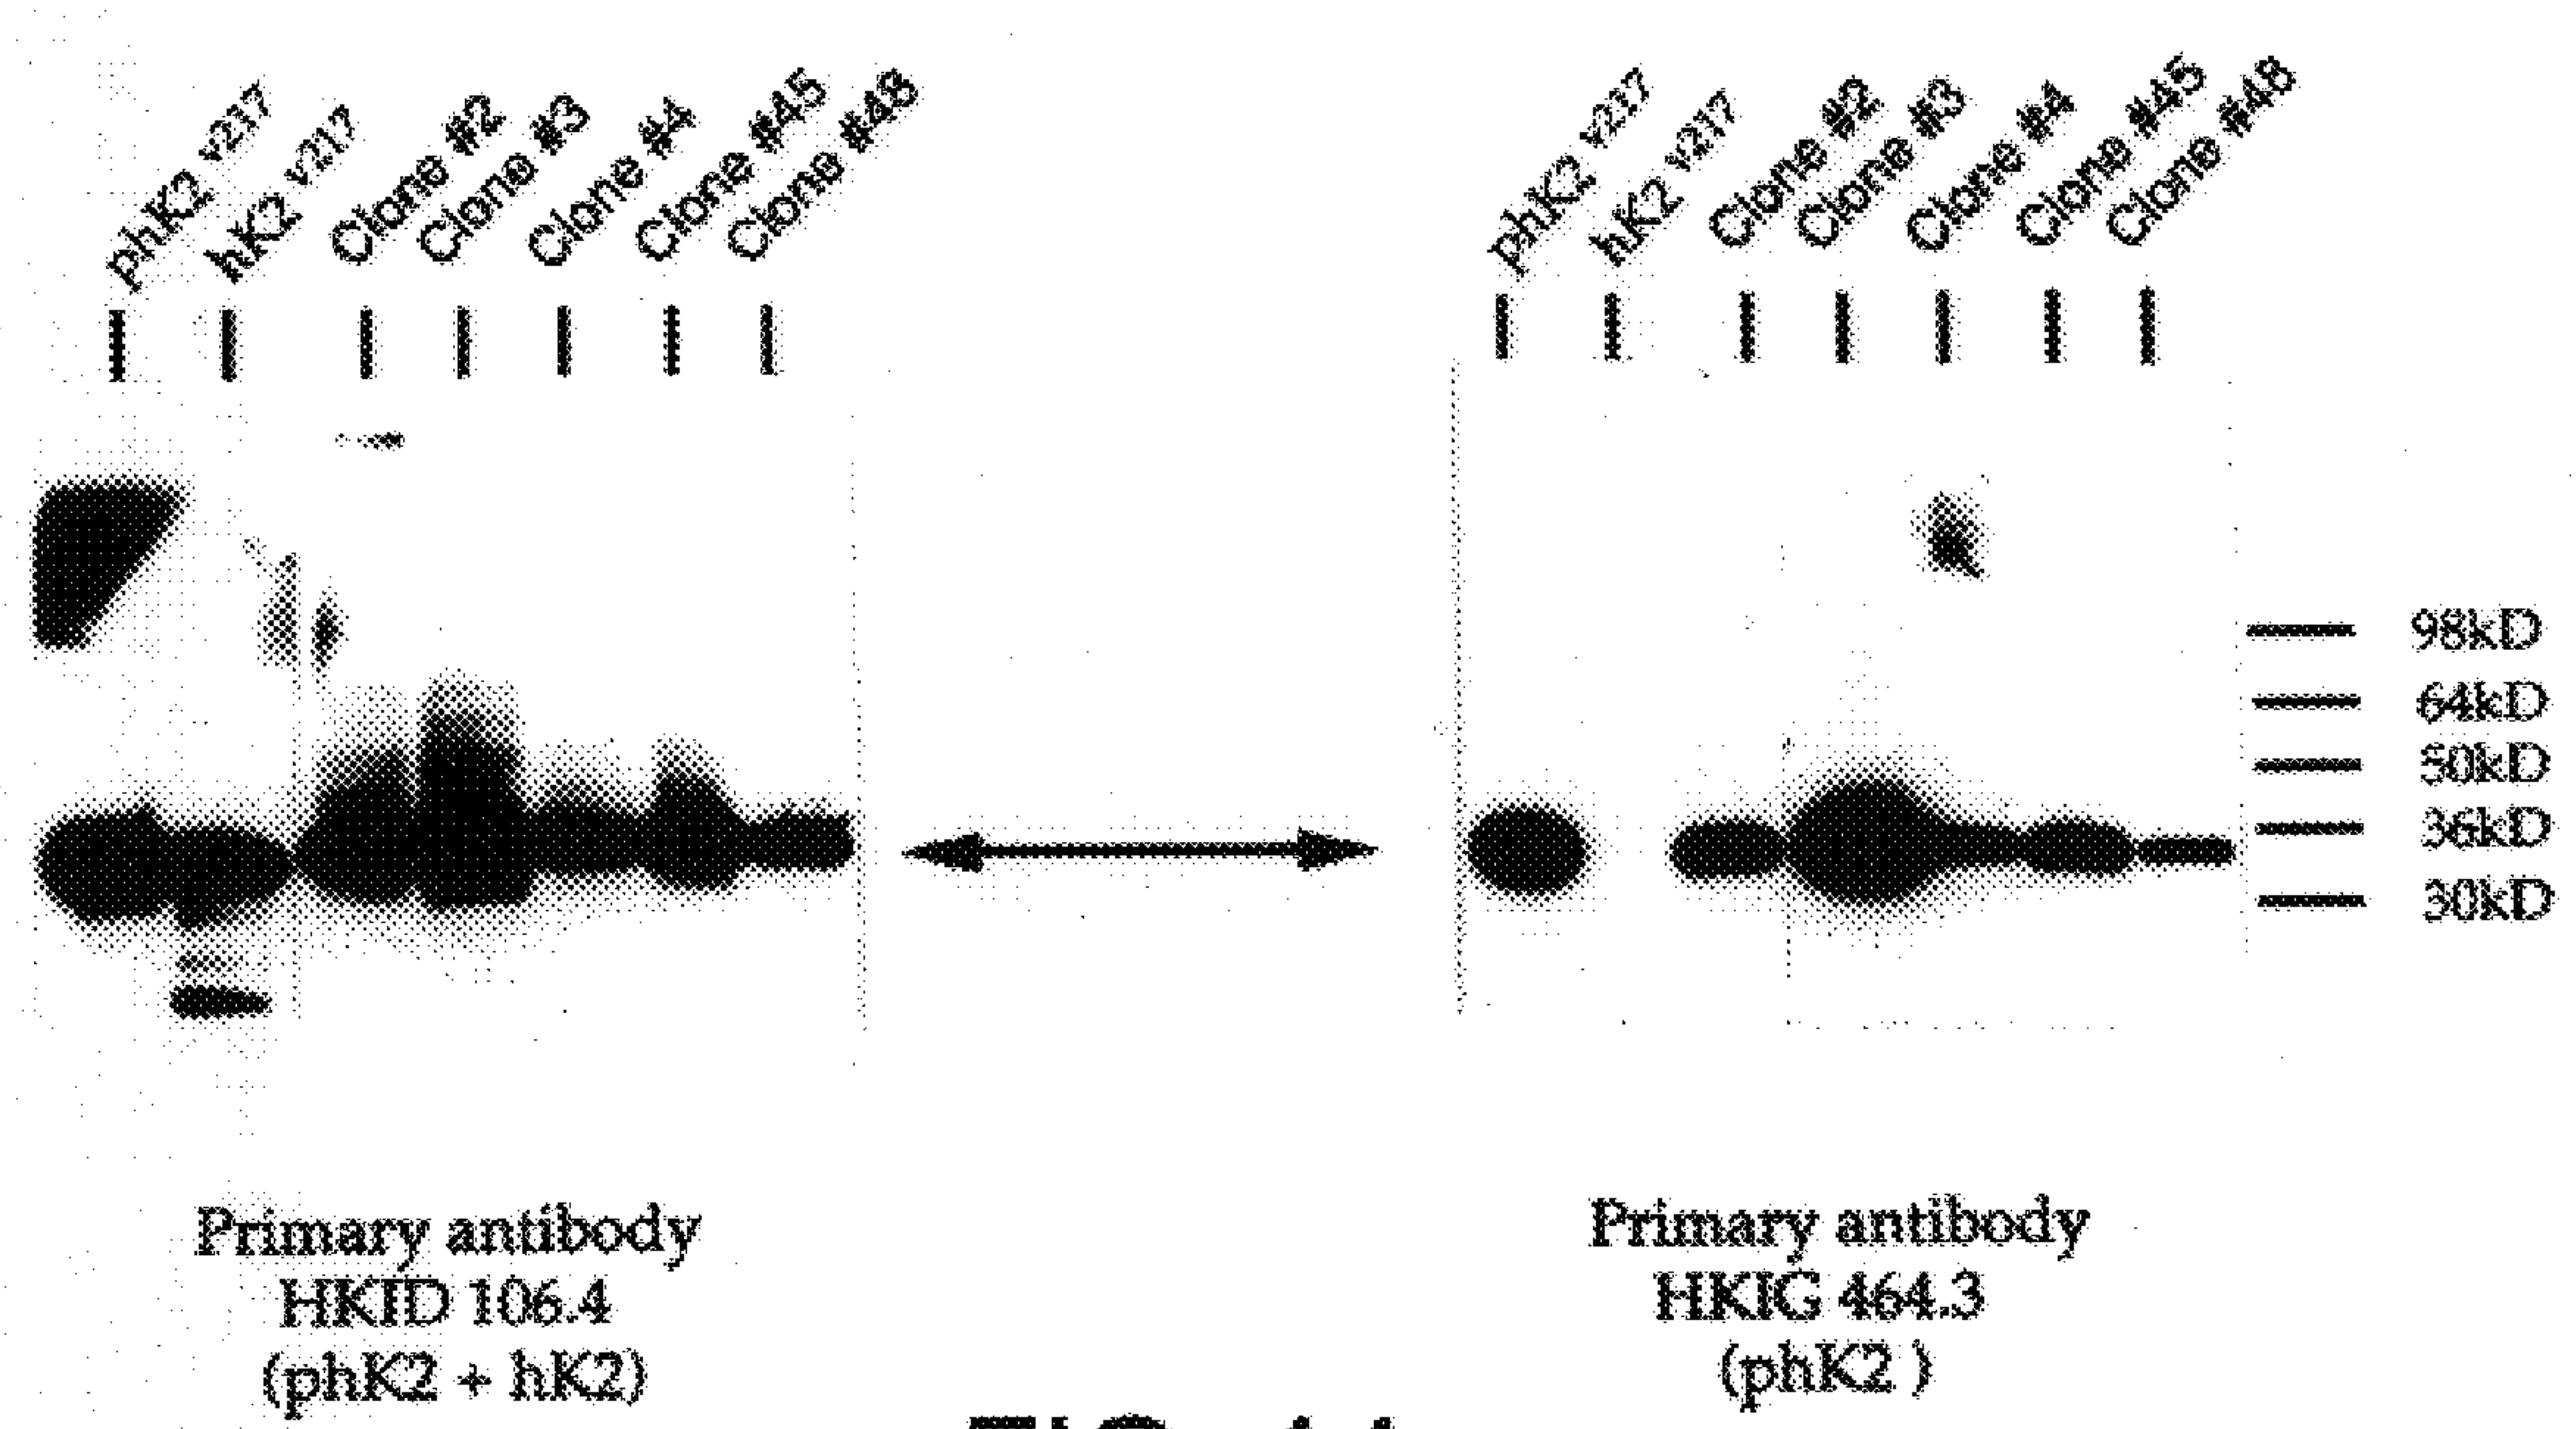 phK2 v217
hK2 v217
Clone #2
Clone #3
Clone #4
Clone #45
Clone #48
phK2 v217
hK2 v217
Clone #2
Clone #3
Clone #4
Clone #45
Clone #48
98kD
64kD
50kD
36kD
30kD
Primary antibody
HKID 106.4
(phK2 + hK2)
Primary antibody
HKIG 464.3
(phK2 )